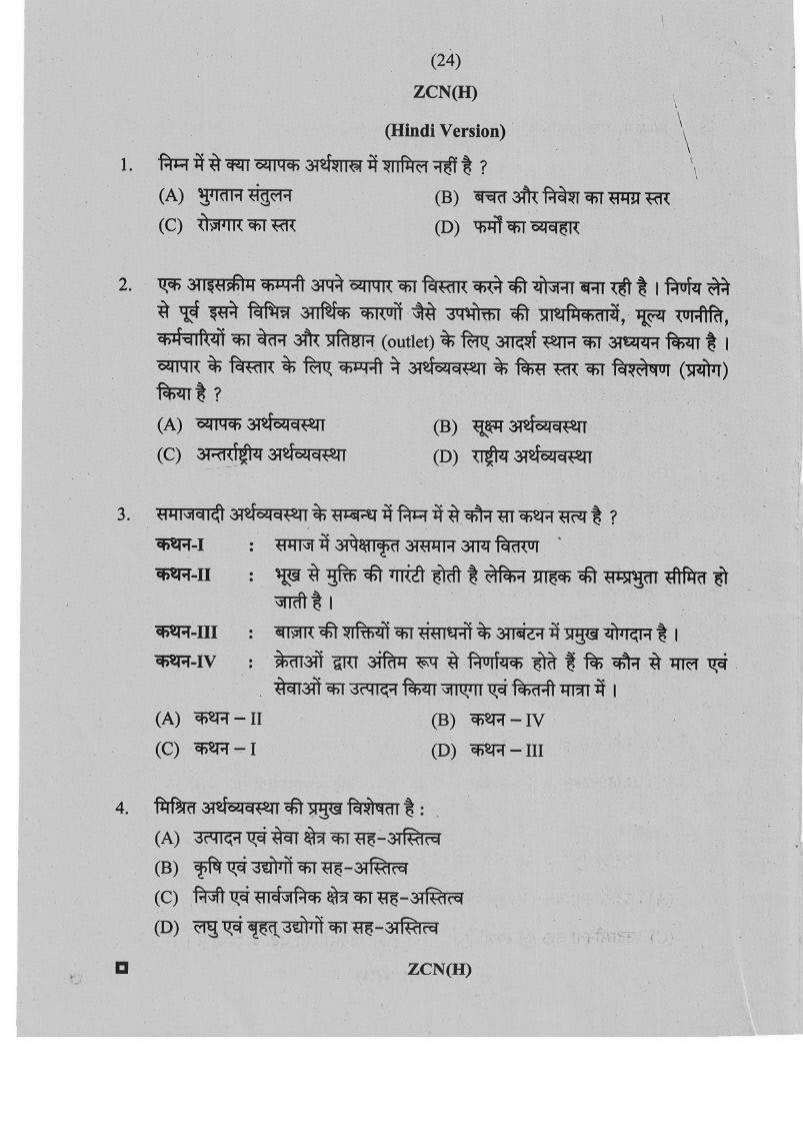 (24)
ZCN(H)
(Hindi Version)
1. निम्न में से क्या व्यापक अर्थशास्त्र में शामिल नहीं है ?
(A) भुगतान संतुलन (B) बचत और निवेश का समग्र स्तर
(C) रोज़गार का स्तर (D) फर्मों का व्यवहार
2. एक आइसक्रीम कम्पनी अपने व्यापार का विस्तार करने की योजना बना रही है । निर्णय लेने
से पूर्व इसने विभिन्न आर्थिक कारणों जैसे उपभोक्ता की प्राथमिकतायें, मूल्य रणनीति,
कर्मचारियों का वेतन और प्रतिष्ठान (outlet) के लिए आदर्श स्थान का अध्ययन किया है ।
व्यापार के विस्तार के लिए कम्पनी ने अर्थव्यवस्था के किस स्तर का विश्लेषण (प्रयोग)
किया है ?
(A) व्यापक अर्थव्यवस्था (B) सूक्ष्म अर्थव्यवस्था
(C) अन्तर्राष्ट्रीय अर्थव्यवस्था (D) राष्ट्रीय अर्थव्यवस्था
3. समाजवादी अर्थव्यवस्था के सम्बन्ध में निम्न में से कौन सा कथन सत्य है ?
कथन-I : समाज में अपेक्षाकृत असमान आय वितरण
कथन-II : भूख से मुक्ति की गारंटी होती है लेकिन ग्राहक की सम्प्रभुता सीमित हो
जाती है ।
कथन-III : बाज़ार की शक्तियों का संसाधनों के आबंटन में प्रमुख योगदान है ।
कथन-IV : क्रेताओं द्वारा अंतिम रूप से निर्णायक होते हैं कि कौन से माल एवं
सेवाओं का उत्पादन किया जाएगा एवं कितनी मात्रा में ।
(A) कथन – II (B) कथन – IV
(C) कथन – I (D) कथन – III
4. मिश्रित अर्थव्यवस्था की प्रमुख विशेषता है :
(A) उत्पादन एवं सेवा क्षेत्र का सह-अस्तित्व
(B) कृषि एवं उद्योगों का सह-अस्तित्व
(C) निजी एवं सार्वजनिक क्षेत्र का सह-अस्तित्व
(D) लघु एवं बृहत् उद्योगों का सह-अस्तित्व
ZCN(H)